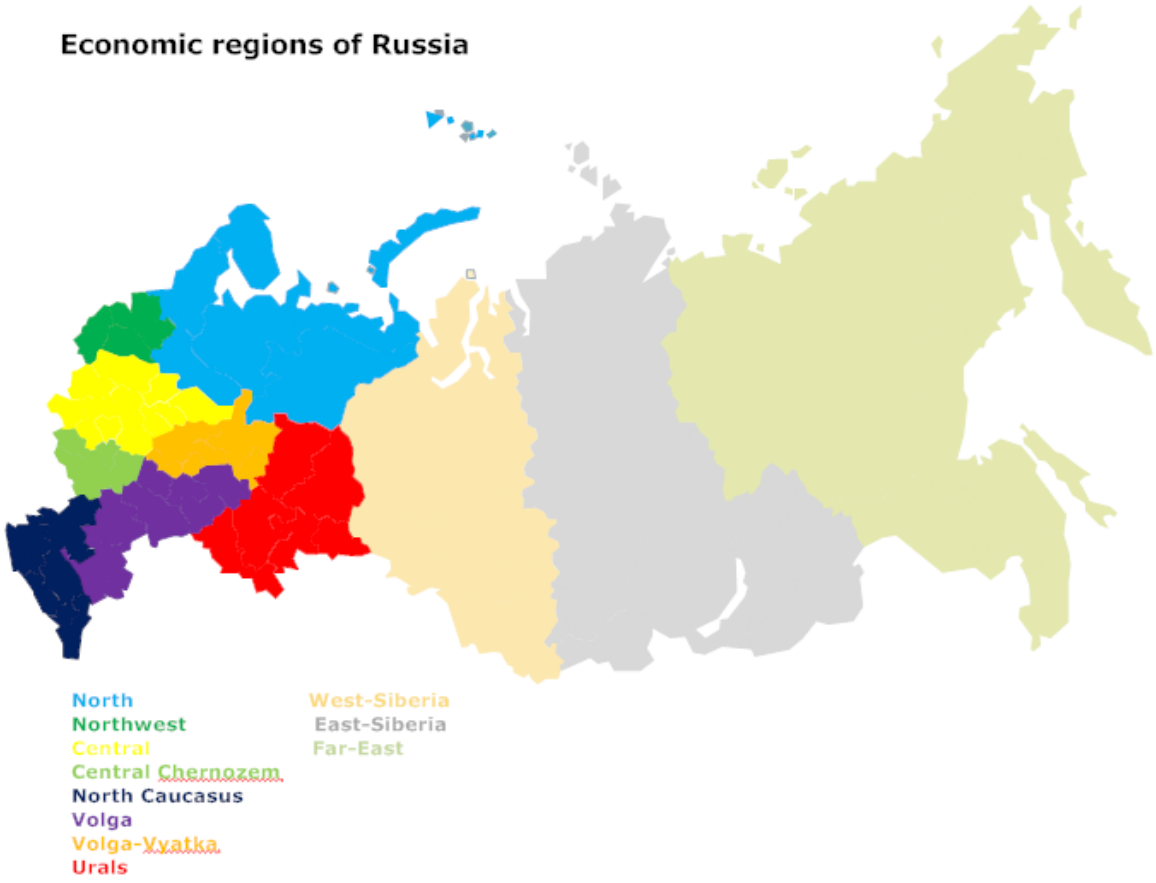 Economic regions of Russia
North
Northwest
Central
Central Chernozem
North Caucasus
Volga
Volga-Vyatka
Urals
West-Siberia
East-Siberia
Far-East